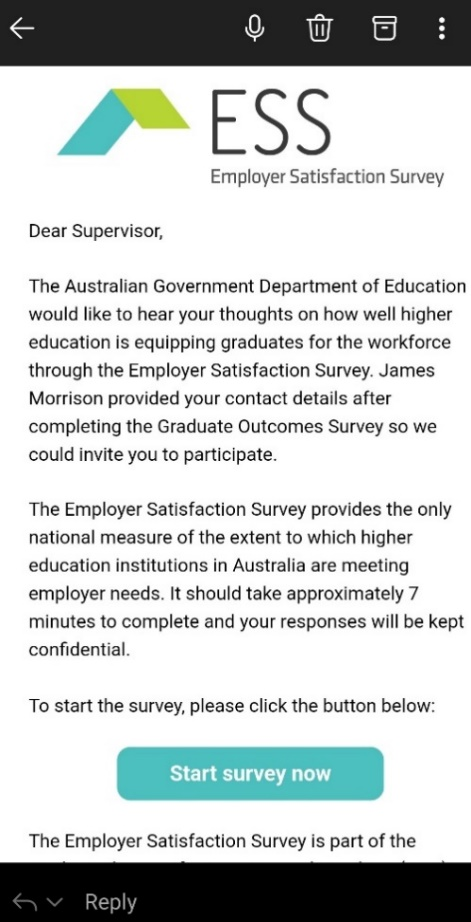 ESS
Employer Satisfaction Survey
Dear Supervisor,
The Australian Government Department of Education
would like to hear your thoughts on how well higher
education is equipping graduates for the workforce
through the Employer Satisfaction Survey. James
Morrison provided your contact details after
completing the Graduate Outcomes Survey so we
could invite you to participate.
The Employer Satisfaction Survey provides the only
national measure of the extent to which higher
education institutions in Australia are meeting
employer needs. It should take approximately 7
minutes to complete and your responses will be kept
confidential.
To start the survey, please click the button below:
Start survey now
The Employer Satisfaction Survey is part of the
Reply